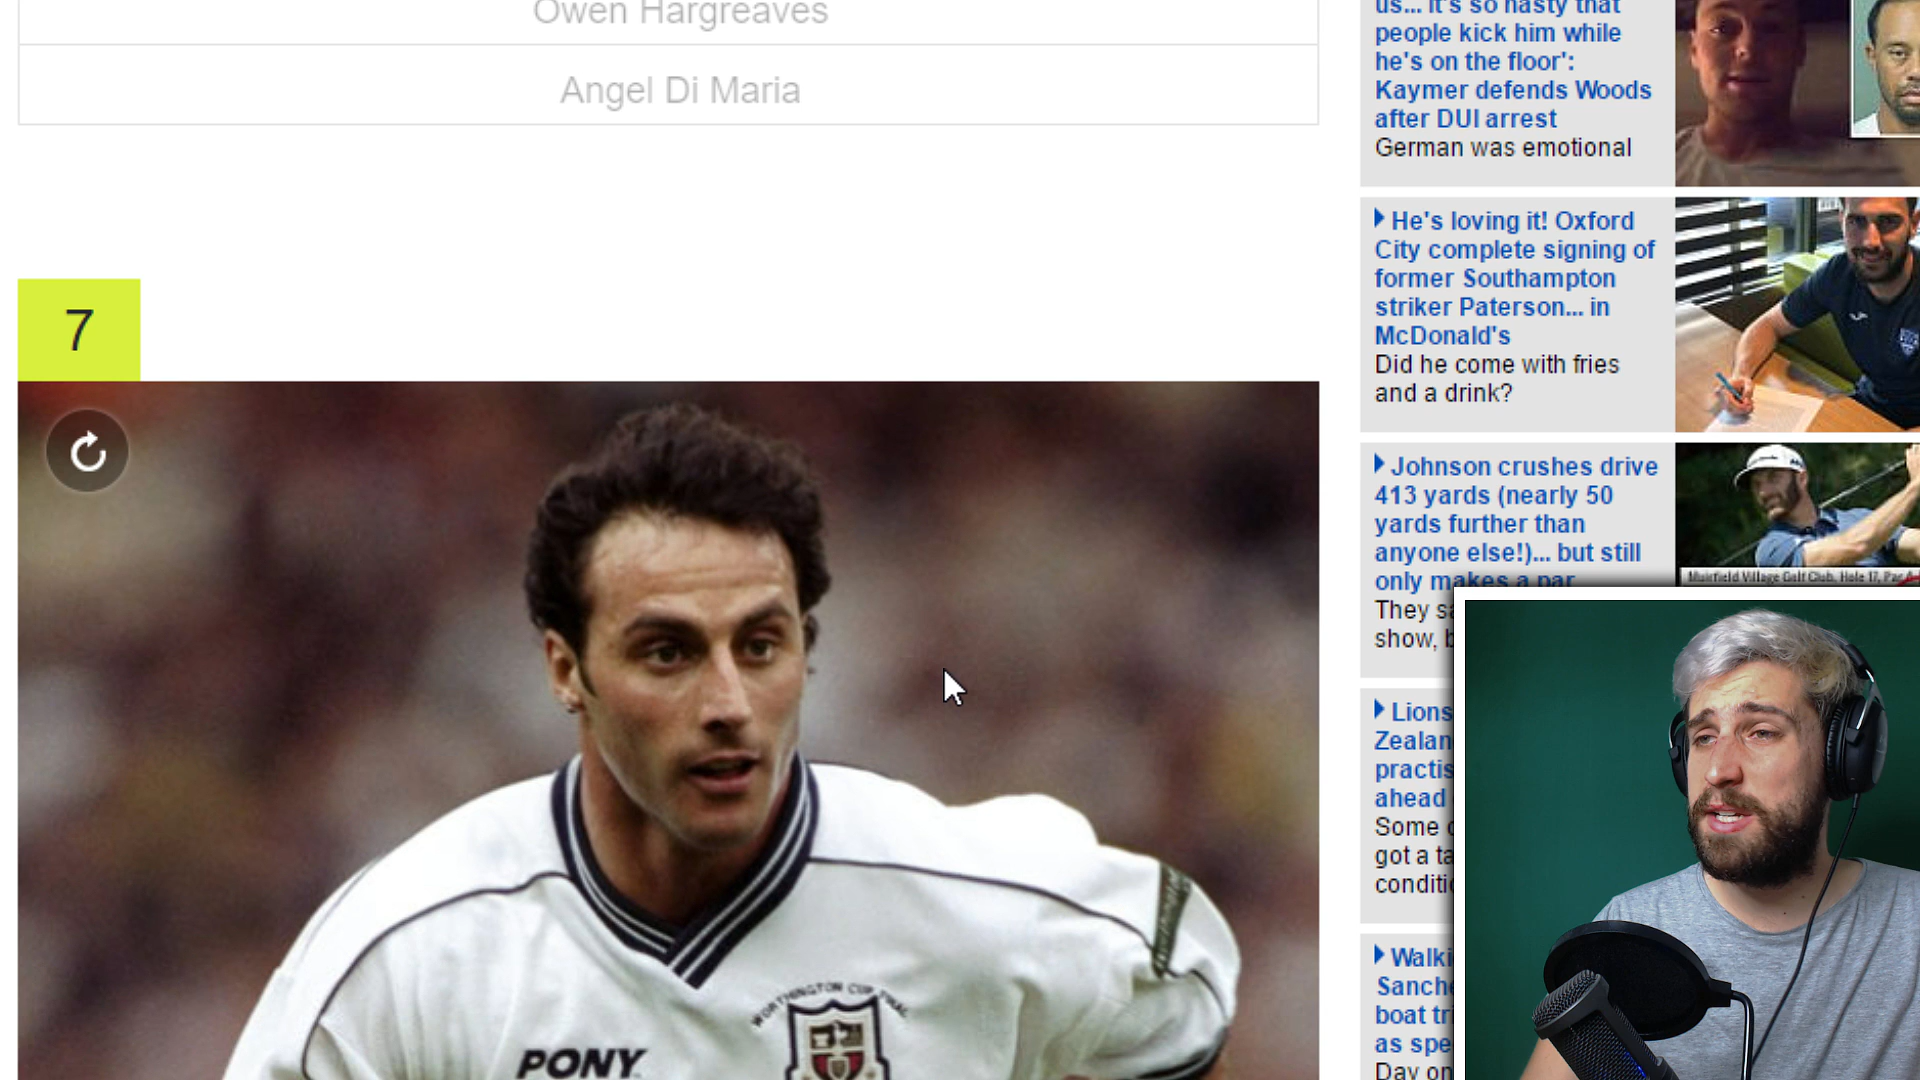 Owen Hargreaves
Angel Di Maria
7
WORTHINGTON CUP FINAL
PONY
us... it's so nasty that
people kick him while
he's on the floor':
Kaymer defends Woods
after DUI arrest
German was emotional
He's loving it! Oxford
City complete signing of
former Southampton
striker Paterson... in
McDonald's
Did he come with fries
and a drink?
Johnson crushes drive
413 yards (nearly 50
yards further than
anyone else!)... but still
only makes a par
They sa
show, b
Muirfield Village Golf Club, Hole 17, Par 4
Lions
Zealan
practis
ahead
Some
got a ta
conditio
Walki
Sanche
boat tri
as spe
Day on